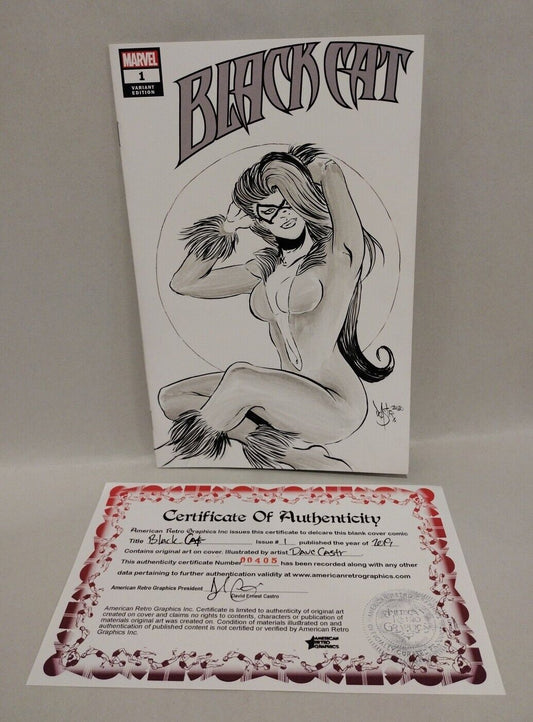 MARVEL
1
VARIANT
EDITION
BLACK CAT
2020
Certificate Of Authenticity
American Retro Graphics Inc issues this certificate to delcare this blank cover comic
Title Black Cat Issue # 1 published the year of 2019
Contains original art on cover. Illustrated by artist Dave Castr
This authenticity certificate Number 00405 has been recorded along with any other
data pertaining to further authentication validity at www.americanretrographics.com
American Retro Graphics President
David Ernest Castro
American Retro Graphics Inc. Certificate is limited to authenticity of original art
created on cover and claims no rights to contents, characters or publication of
materials original art was created on. Condition of materials illustrated on and
authentication of published content is not certified or verified by American Retro
Graphics Inc.
AMERICAN
RETRO
GRAPHICS